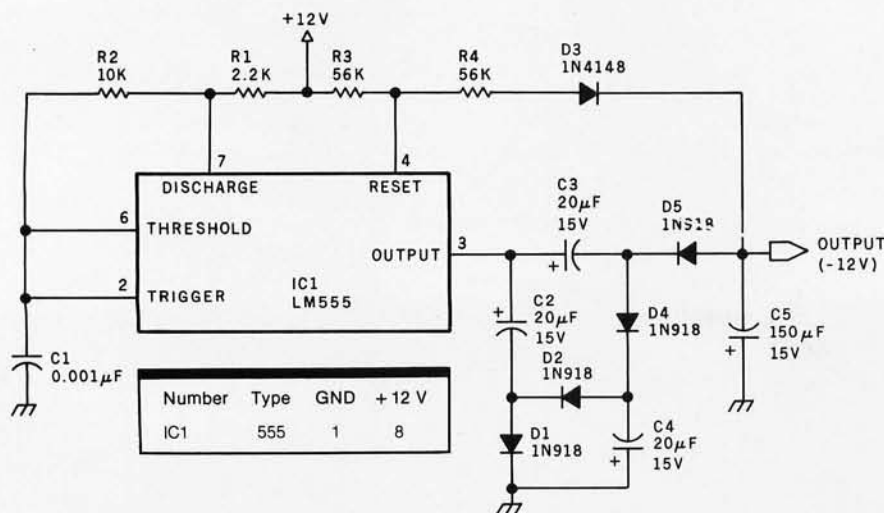 +12V
R2
10K
R1
2.2K
R3
56K
R4
56K
D3
1N4148
7
4
DISCHARGE
RESET
6
THRESHOLD
OUTPUT
3
2
TRIGGER
IC1
LM555
C3
20µF
15V
+
D5
1N918
OUTPUT
(-12V)
+
C2
20µF
15V
D4
1N918
C5
150µF
15V
+
C1
0.001µF
D2
1N918
D1
1N918
C4
20µF
15V
+
Number Type GND +12 V
IC1 555 1 8